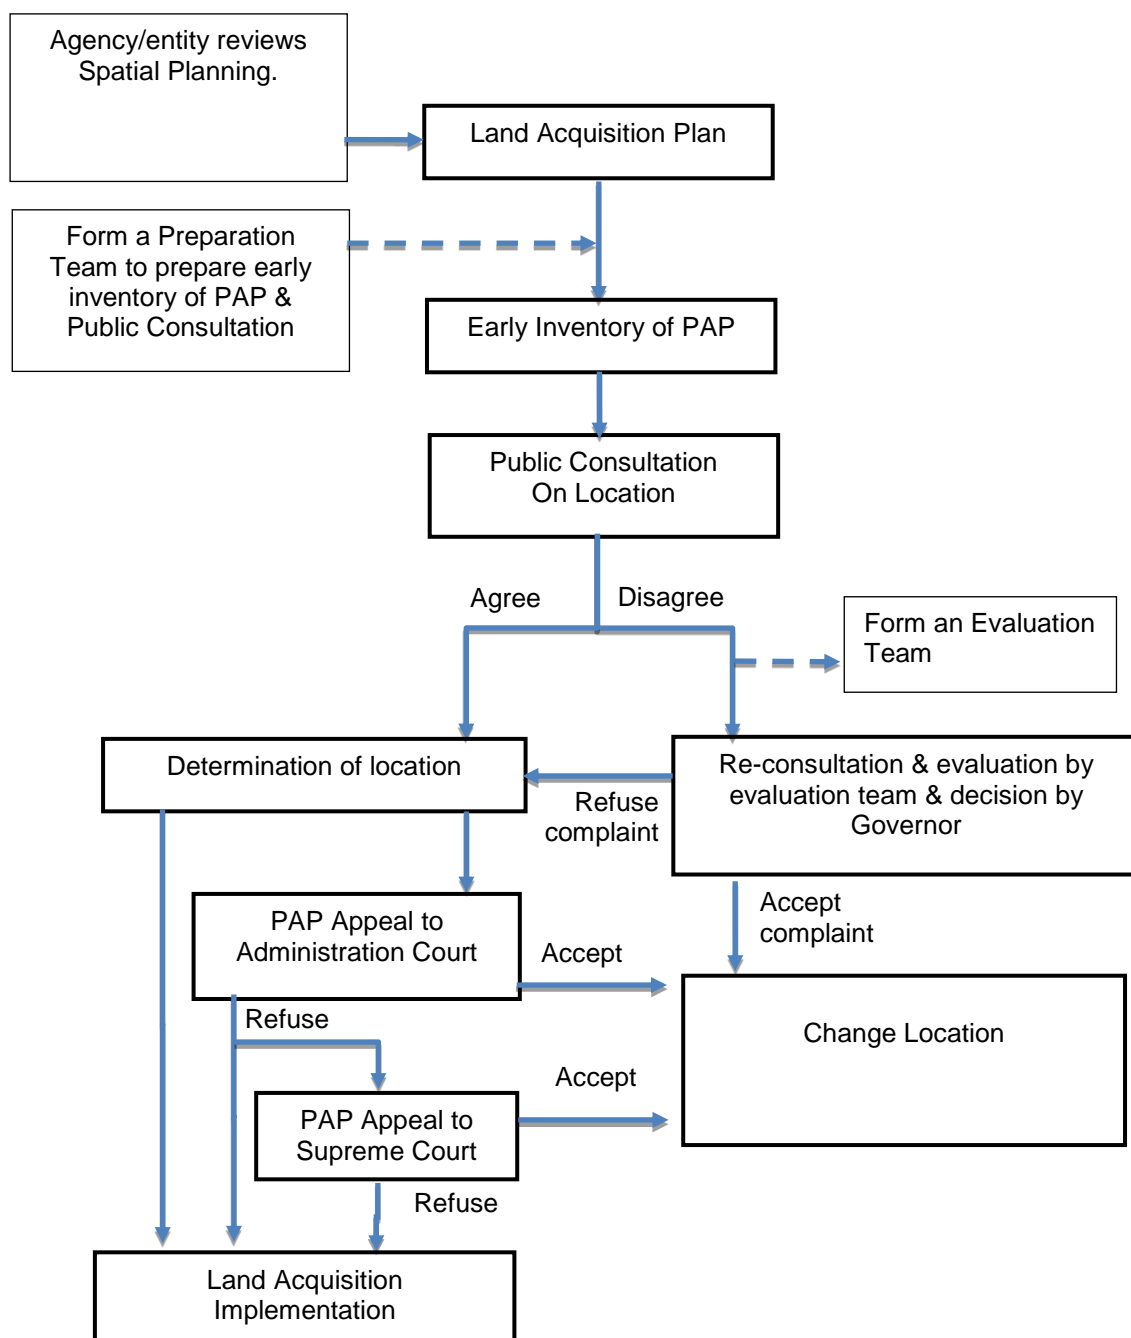 Agency/entity reviews
Spatial Planning.
Land Acquisition Plan
Form a Preparation
Team to prepare early
inventory of PAP &
Public Consultation
Early Inventory of PAP
Public Consultation
On Location
Agree
Disagree
Form an Evaluation
Team
Determination of location
Re-consultation & evaluation by
evaluation team & decision by
Governor
Refuse
complaint
Accept
complaint
PAP Appeal to
Administration Court
Accept
Refuse
Change Location
Accept
PAP Appeal to
Supreme Court
Refuse
Land Acquisition
Implementation